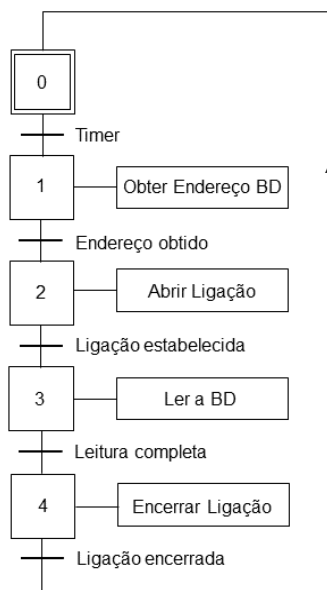 0
Timer
1
Obter Endereço BD
Endereço obtido
2
Abrir Ligação
Ligação estabelecida
3
Ler a BD
Leitura completa
4
Encerrar Ligação
Ligação encerrada